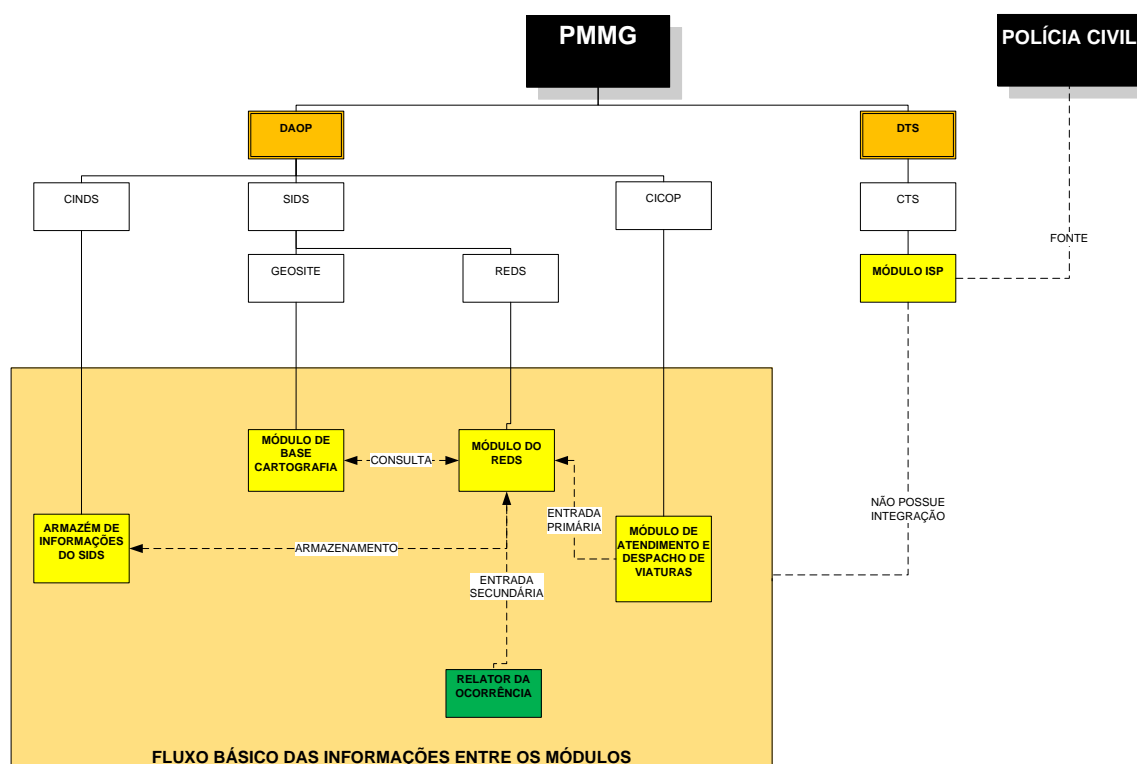 PMMG
POLÍCIA CIVIL
DAOP
DTS
CINDS
SIDS
CICOP
CTS
FONTE
GEOSITE
REDS
MÓDULO ISP
MÓDULO DE
BASE
CARTOGRAFIA
CONSULTA
MÓDULO DO
REDS
ARMAZÉM DE
INFORMAÇÕES
DO SIDS
ARMAZENAMENTO
ENTRADA
PRIMÁRIA
MÓDULO DE
ATENDIMENTO E
DESPACHO DE
VIATURAS
NÃO POSSUE
INTEGRAÇÃO
ENTRADA
SECUNDÁRIA
RELATOR DA
OCORRÊNCIA
FLUXO BÁSICO DAS INFORMAÇÕES ENTRE OS MÓDULOS